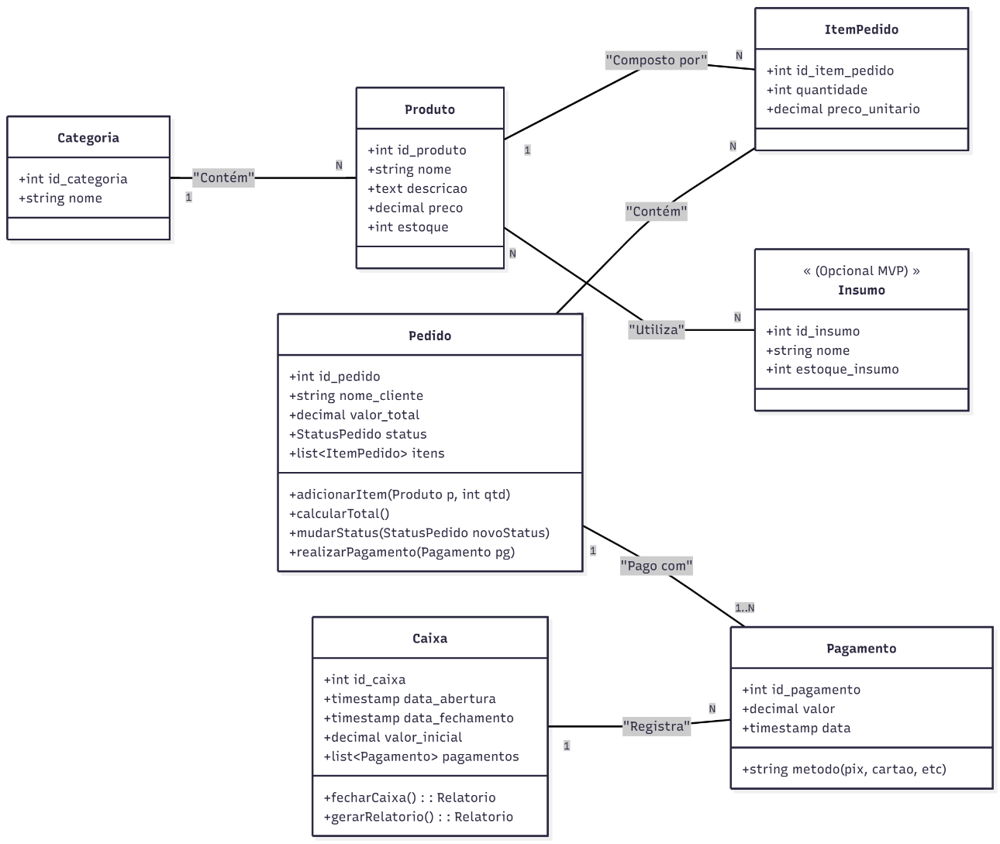 Categoria
+int id_categoria
+string nome
"Contém"
1
N
Produto
+int id_produto
+string nome
+text descricao
+decimal preco
+int estoque
"Composto por"
1
N
ItemPedido
+int id_item_pedido
+int quantidade
+decimal preco_unitario
"Contém"
N
"Utiliza"
N
N
« (Opcional MVP) »
Insumo
+int id_insumo
+string nome
+int estoque_insumo
Pedido
+int id_pedido
+string nome_cliente
+decimal valor_total
+StatusPedido status
+list<ItemPedido> itens
+adicionarItem(Produto p, int qtd)
+calcularTotal()
+mudarStatus(StatusPedido novoStatus)
+realizarPagamento(Pagamento pg)
1
"Pago com"
1..N
Caixa
+int id_caixa
+timestamp data_abertura
+timestamp data_fechamento
+decimal valor_inicial
+list<Pagamento> pagamentos
+fecharCaixa() : : Relatorio
+gerarRelatorio() : : Relatorio
1
"Registra"
N
Pagamento
+int id_pagamento
+decimal valor
+timestamp data
+string metodo(pix, cartao, etc)